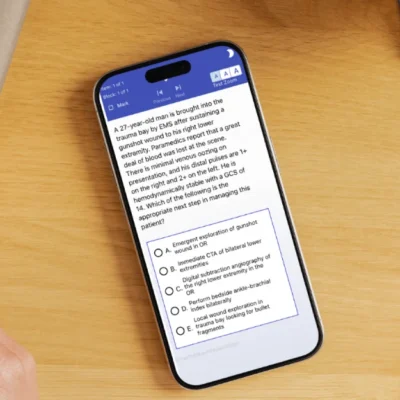 Item: 1 of 1
Block: 1 of 1
Mark
Previous
Next
A A A
Text Zoom
A 27-year-old man is brought into the
trauma bay by EMS after sustaining a
gunshot wound to his right lower
extremity. Paramedics report that a great
deal of blood was lost at the scene.
There is minimal venous oozing on
presentation, and his distal pulses are 1+
on the right and 2+ on the left. He is
hemodynamically stable with a GCS of
14. Which of the following is the
appropriate next step in managing this
patient?
A. Emergent exploration of gunshot
wound in OR
B. Immediate CTA of bilateral lower
extremities
C. Digital subtraction angiography of
the right lower extremity in the
OR
D. Perform bedside ankle-brachial
index bilaterally
E. Local wound exploration in
trauma bay looking for bullet
fragments